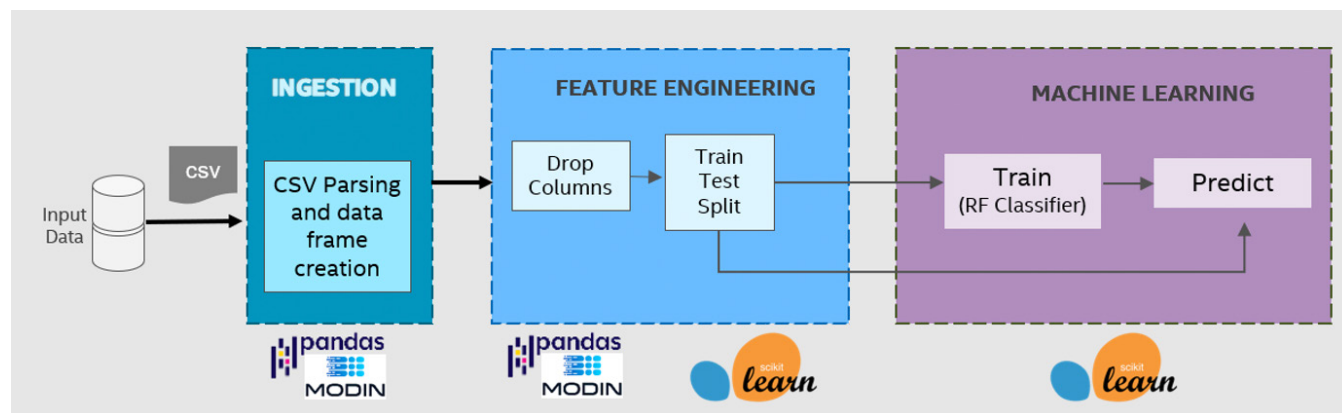 INGESTION
FEATURE ENGINEERING
MACHINE LEARNING
Input
Data
CSV
CSV Parsing
and data
frame
creation
Drop
Columns
Train
Test
Split
Train
(RF Classifier)
Predict
pandas
MODIN
pandas
MODIN
scikit
learn
scikit
learn